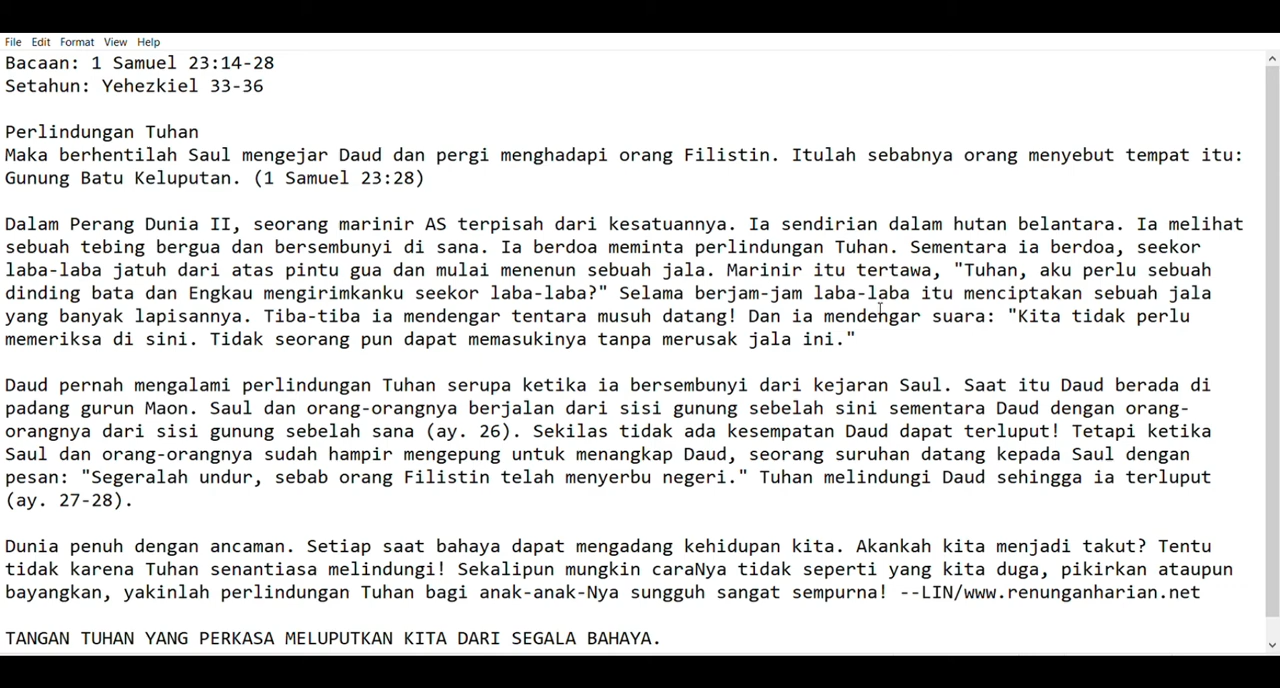 File Edit Format View Help
Bacaan: 1 Samuel 23:14-28
Setahun: Yehezkiel 33-36
Perlindungan Tuhan
Maka berhentilah Saul mengejar Daud dan pergi menghadapi orang Filistin. Itulah sebabnya orang menyebut tempat itu:
Gunung Batu Keluputan. (1 Samuel 23:28)
Dalam Perang Dunia II, seorang marinir AS terpisah dari kesatuannya. Ia sendirian dalam hutan belantara. Ia melihat
sebuah tebing bergua dan bersembunyi di sana. Ia berdoa meminta perlindungan Tuhan. Sementara ia berdoa, seekor
laba-laba jatuh dari atas pintu gua dan mulai menenun sebuah jala. Marinir itu tertawa, "Tuhan, aku perlu sebuah
dinding bata dan Engkau mengirimkanku seekor laba-laba?" Selama berjam-jam laba-laba itu menciptakan sebuah jala
yang banyak lapisannya. Tiba-tiba ia mendengar tentara musuh datang! Dan ia mendengar suara: "Kita tidak perlu
memeriksa di sini. Tidak seorang pun dapat memasukinya tanpa merusak jala ini."
Daud pernah mengalami perlindungan Tuhan serupa ketika ia bersembunyi dari kejaran Saul. Saat itu Daud berada di
padang gurun Maon. Saul dan orang-orangnya berjalan dari sisi gunung sebelah sini sementara Daud dengan orang-
orangnya dari sisi gunung sebelah sana (ay. 26). Sekilas tidak ada kesempatan Daud dapat terluput! Tetapi ketika
Saul dan orang-orangnya sudah hampir mengepung untuk menangkap Daud, seorang suruhan datang kepada Saul dengan
pesan: "Segeralah undur, sebab orang Filistin telah menyerbu negeri." Tuhan melindungi Daud sehingga ia terluput
(ay. 27-28).
Dunia penuh dengan ancaman. Setiap saat bahaya dapat mengadang kehidupan kita. Akankah kita menjadi takut? Tentu
tidak karena Tuhan senantiasa melindungi! Sekalipun mungkin caraNya tidak seperti yang kita duga, pikirkan ataupun
bayangkan, yakinlah perlindungan Tuhan bagi anak-anak-Nya sungguh sangat sempurna! --LIN/www.renunganharian.net
TANGAN TUHAN YANG PERKASA MELUPUTKAN KITA DARI SEGALA BAHAYA.